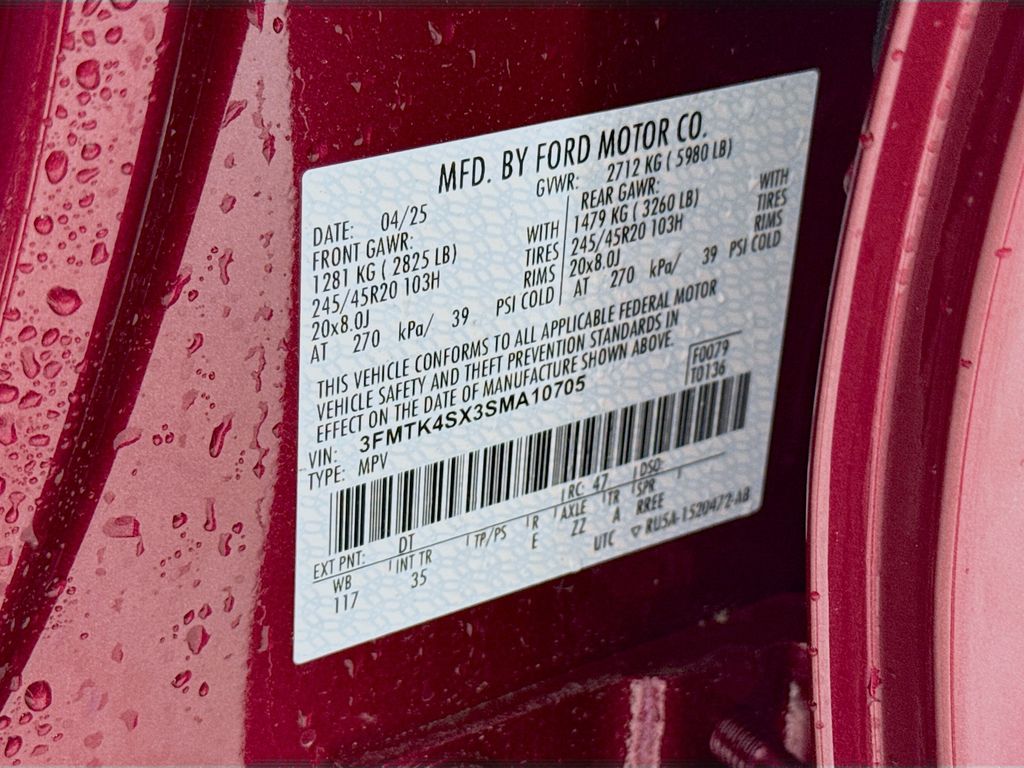 MFD. BY FORD MOTOR CO.
DATE: 04/25 GVWR: 2712 KG ( 5980 LB)
FRONT GAWR: REAR GAWR:
1281 KG ( 2825 LB) WITH 1479 KG ( 3260 LB) WITH
245/45R20 103H TIRES 245/45R20 103H TIRES
20x8.0J RIMS 20x8.0J RIMS
AT 270 kPa/ 39 PSI COLD AT 270 kPa/ 39 PSI COLD
THIS VEHICLE CONFORMS TO ALL APPLICABLE FEDERAL MOTOR
VEHICLE SAFETY AND THEFT PREVENTION STANDARDS IN
EFFECT ON THE DATE OF MANUFACTURE SHOWN ABOVE.
VIN: 3FMTK4SX3SMA10705 F0079
TYPE: MPV T0136
EXT PNT: DT RC: 47 DSO:
WB INT TR TP/PS R AXLE TR SPR
117 35 E ZZ A RREE
UTC ▽ RU5A-1520472-AB